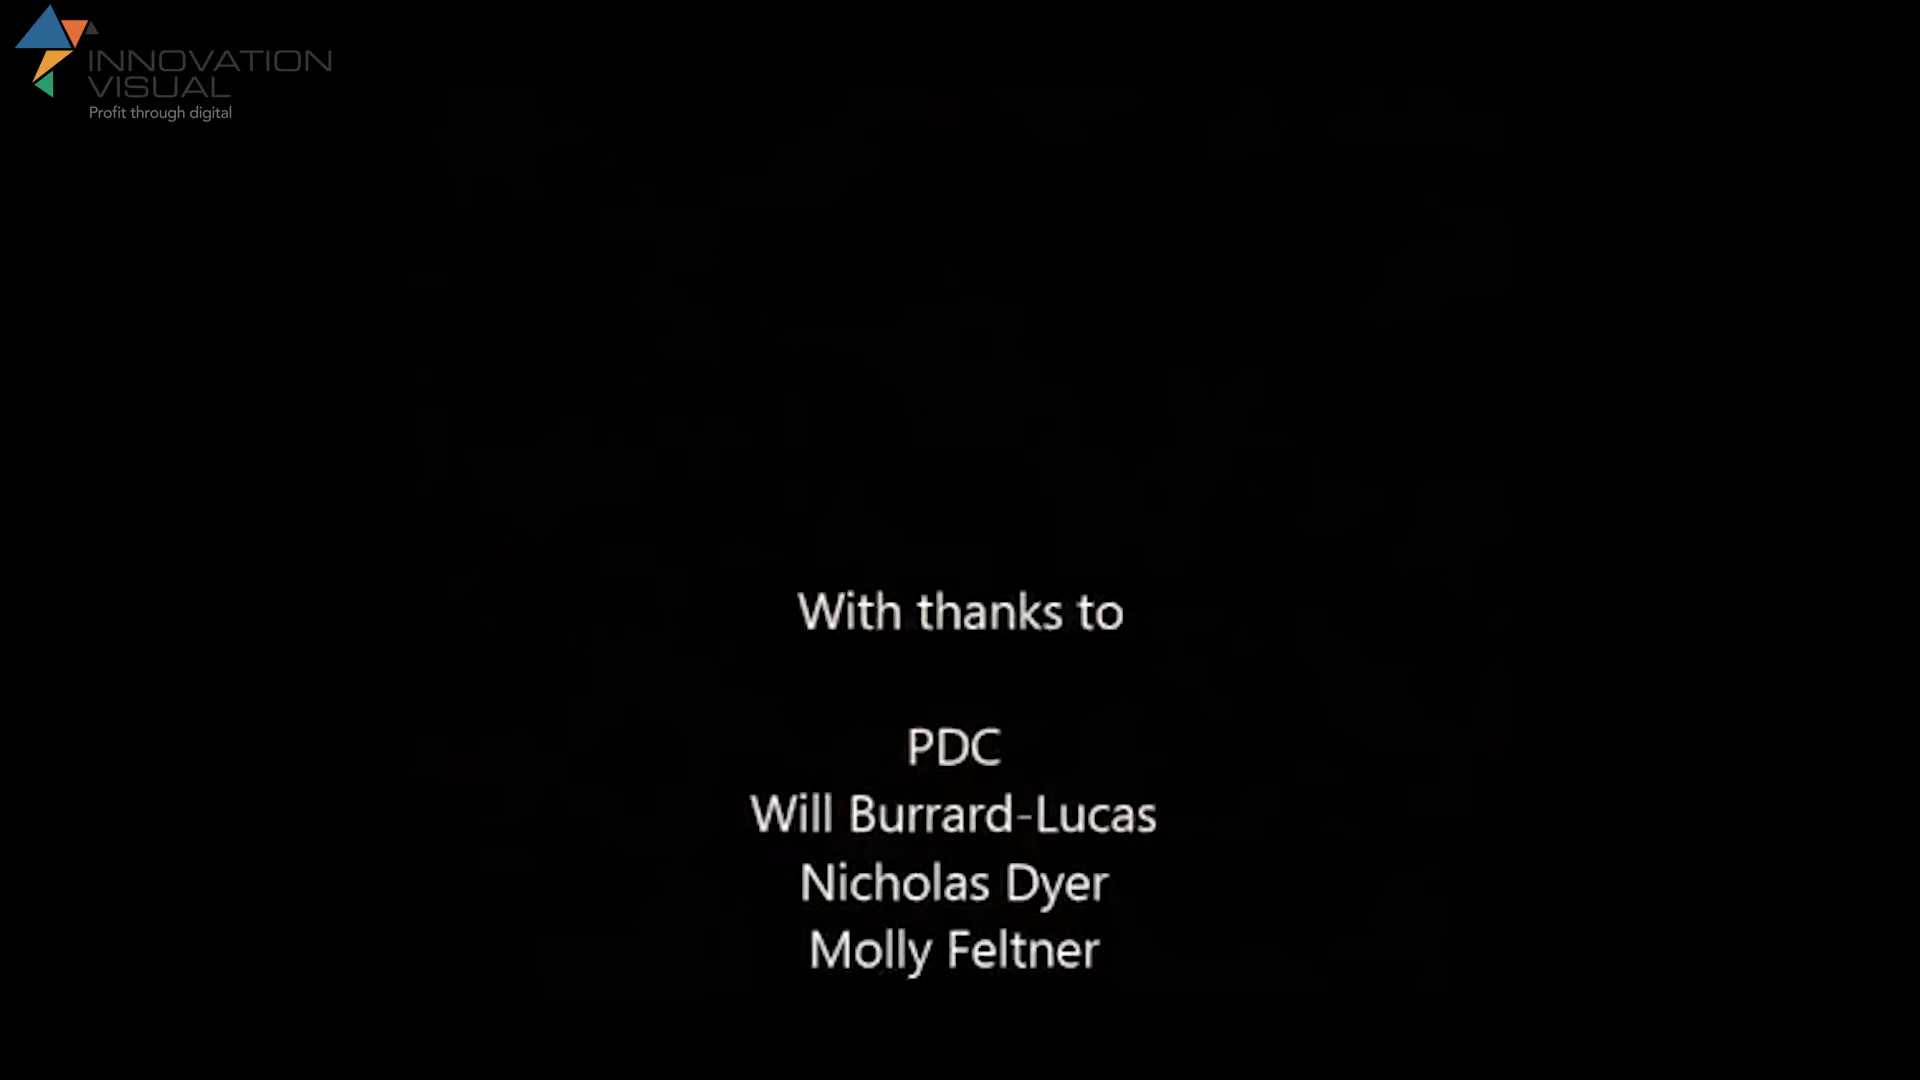 INNOVATION
VISUAL
Profit through digital
With thanks to
PDC
Will Burrard-Lucas
Nicholas Dyer
Molly Feltner